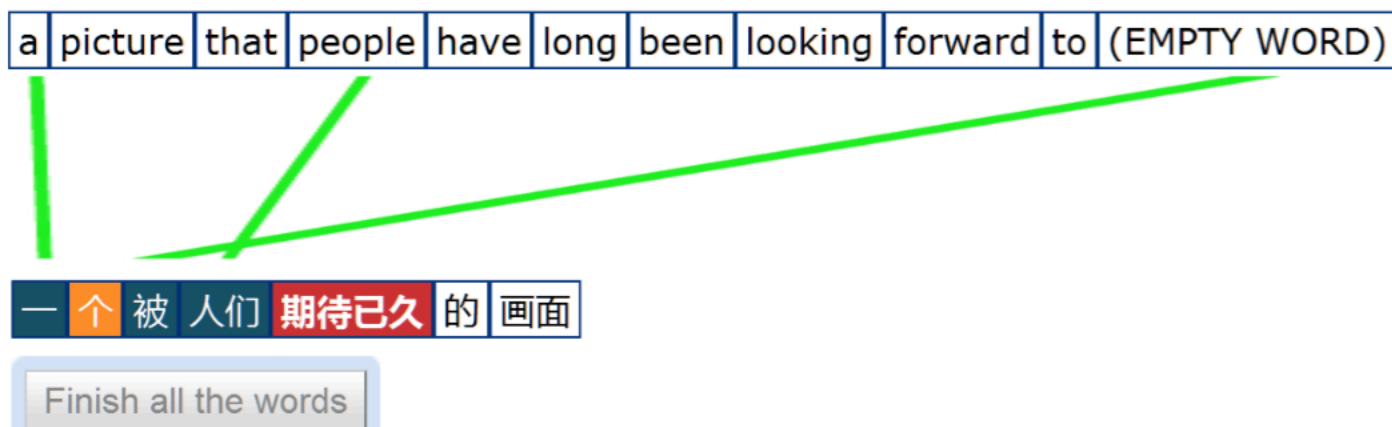 a picture that people have long been looking forward to (EMPTY WORD)
一 个 被 人们 期待已久 的 画面
Finish all the words